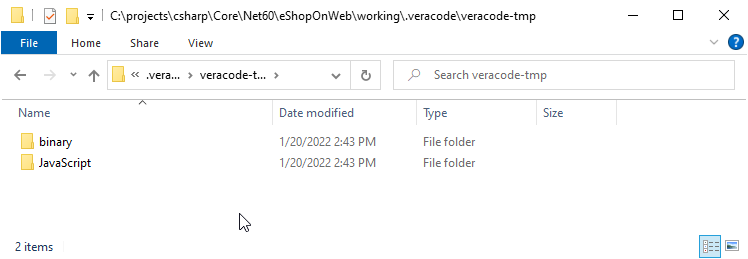 C:\projects\csharp\Core\Net60\eShopOnWeb\working\.veracode\veracode-tmp
File Home Share View
« .vera... > veracode-t... > Search veracode-tmp
Name Date modified Type Size
binary 1/20/2022 2:43 PM File folder
JavaScript 1/20/2022 2:43 PM File folder
2 items